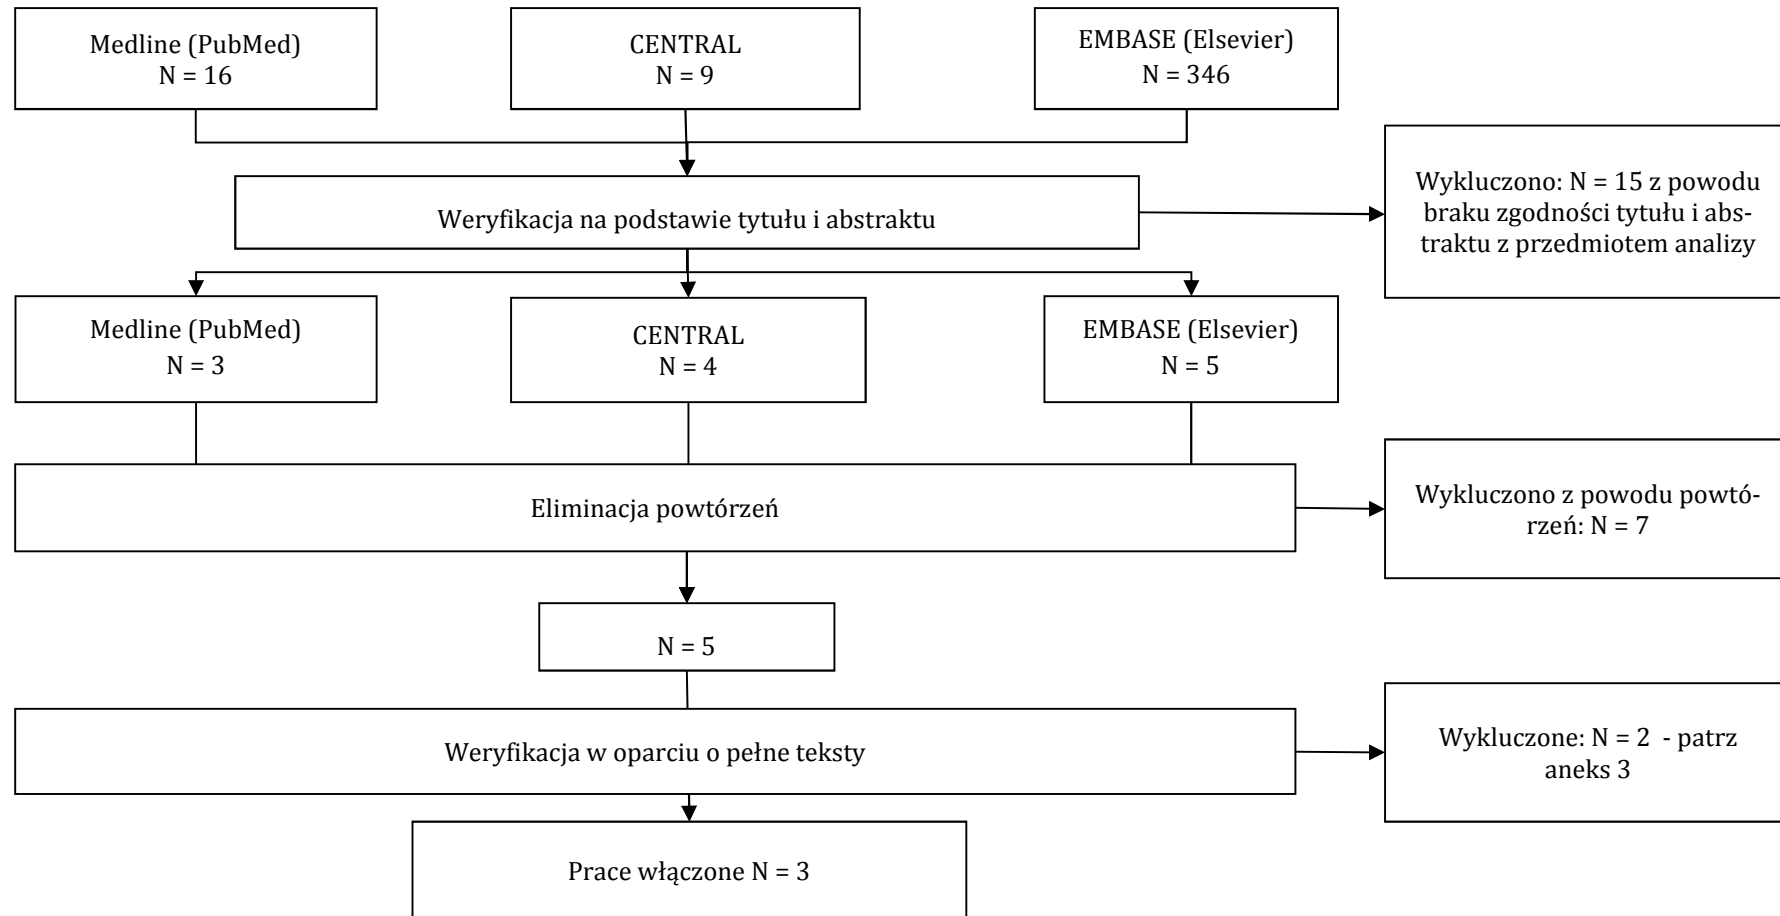 Medline (PubMed)
N = 16
CENTRAL
N = 9
EMBASE (Elsevier)
N = 346
Weryfikacja na podstawie tytułu i abstraktu
Wykluczono: N = 15 z powodu
braku zgodności tytułu i abs-
traktu z przedmiotem analizy
Medline (PubMed)
N = 3
CENTRAL
N = 4
EMBASE (Elsevier)
N = 5
Eliminacja powtórzeń
Wykluczono z powodu powtó-
rzeń: N = 7
N = 5
Weryfikacja w oparciu o pełne teksty
Wykluczone: N = 2 - patrz
aneks 3
Prace włączone N = 3